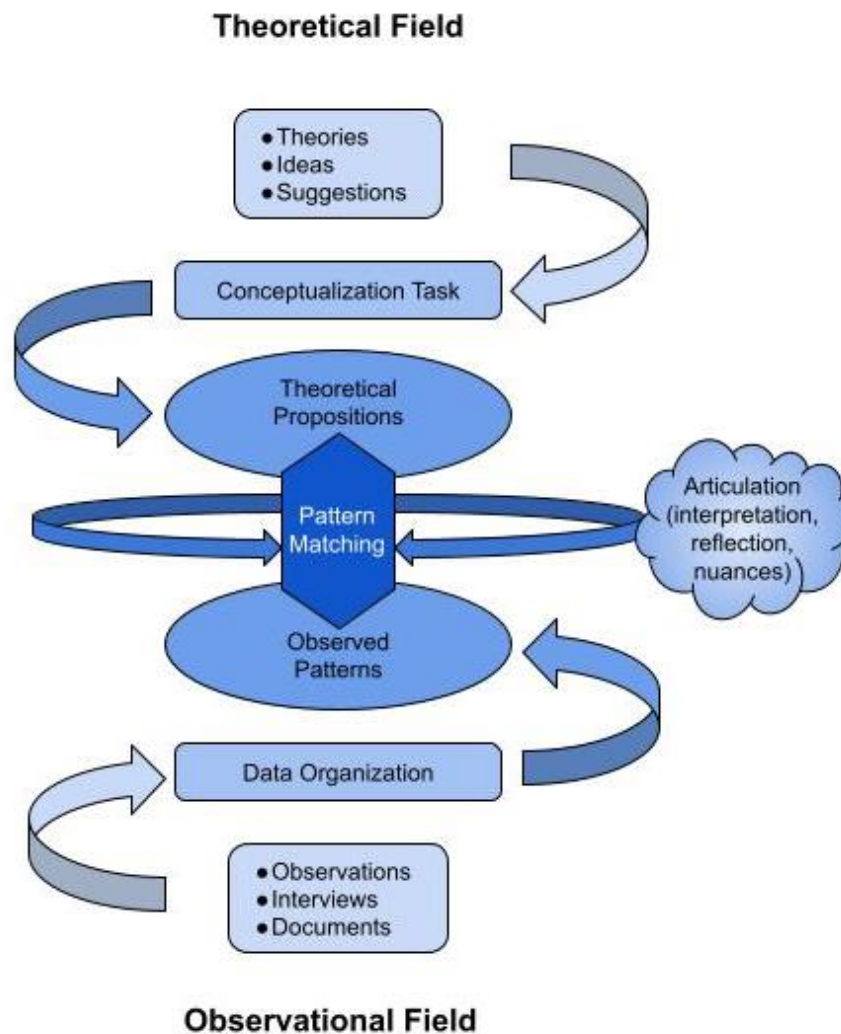 Theoretical Field
● Theories
● Ideas
● Suggestions
Conceptualization Task
Theoretical
Propositions
Pattern
Matching
Articulation
(interpretation,
reflection,
nuances)
Observed
Patterns
Data Organization
● Observations
● Interviews
● Documents
Observational Field